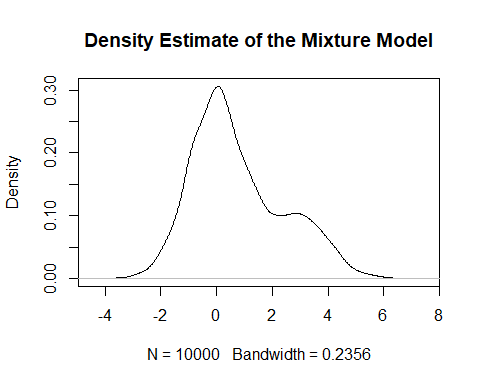 Density Estimate of the Mixture Model
Density
0.30
0.20
0.10
0.00
-4 -2 0 2 4 6 8
N = 10000 Bandwidth = 0.2356